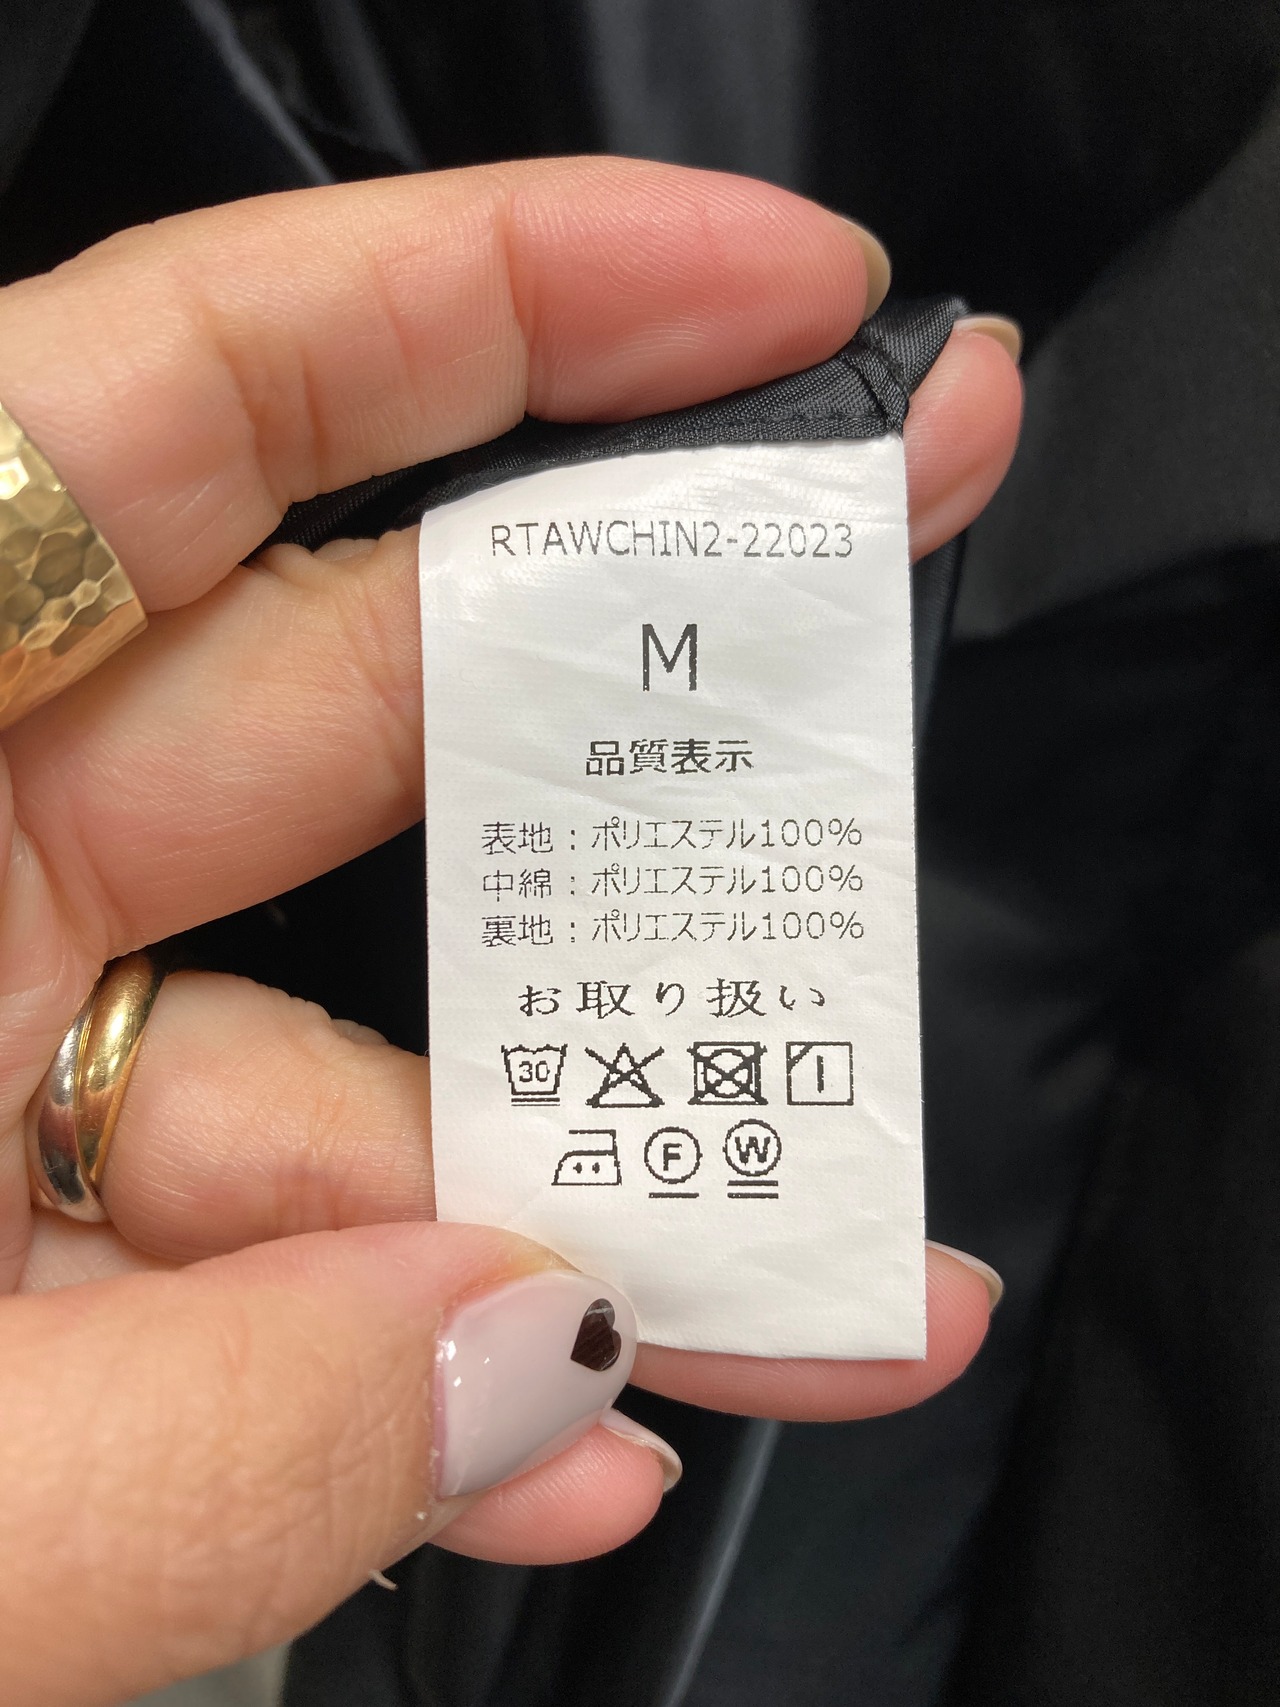 RTAWCHIN2-22023
M
品質表示
表地：ポリエステル100%
中綿：ポリエステル100%
裏地：ポリエステル100%
お取り扱い
30
F W